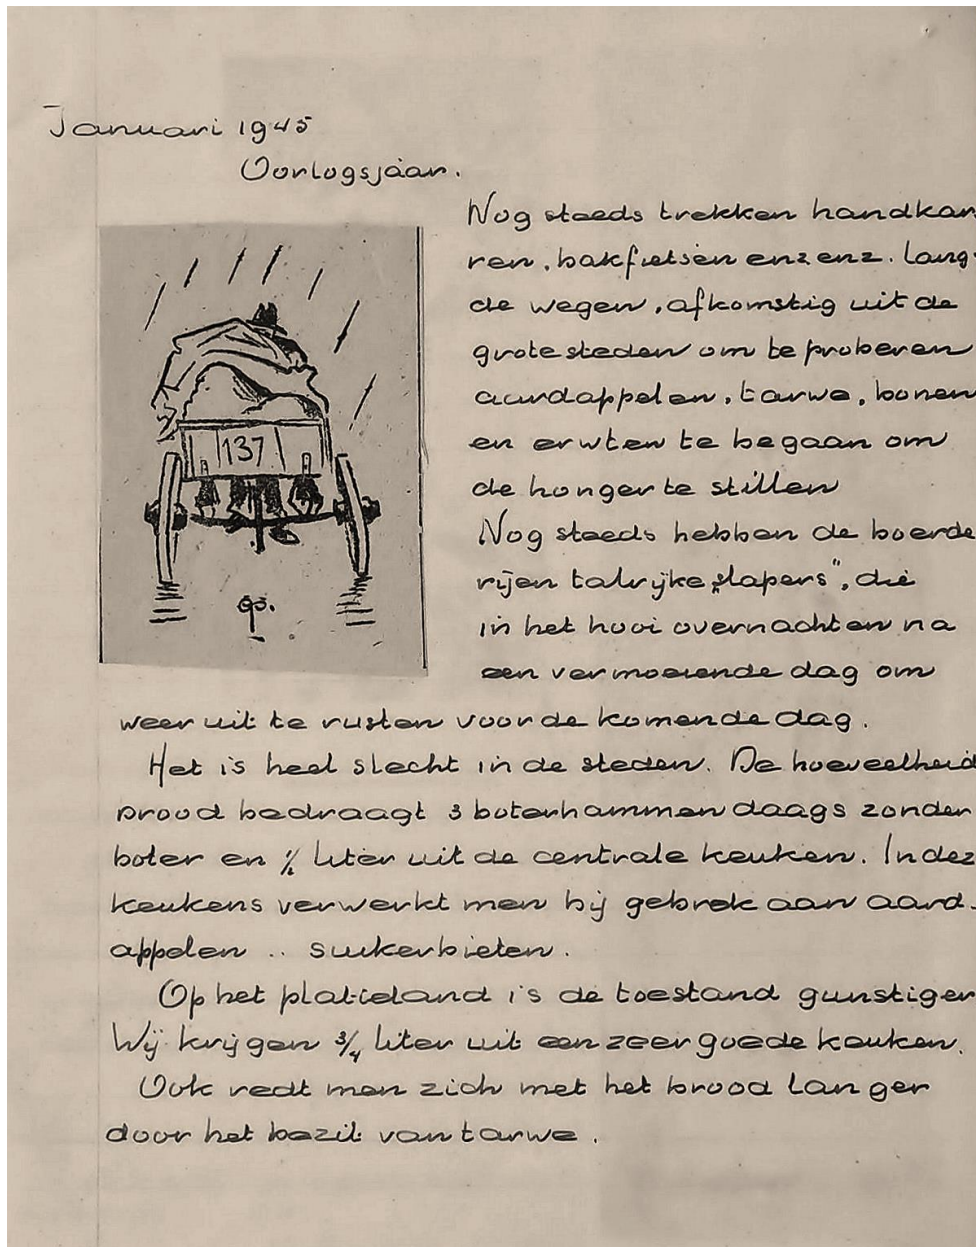 Januari 1945
Oorlogsjaar.
Nog steeds trekken handkar
ren, bakfietsen enz enz. lang
de wegen, afkomstig uit de
grote steden om te proberen
aardappelen, tarwe, bonen
en erwten te begaan om
de honger te stillen
Nog steeds hebben de boerde
rijen talrijke „slapers", die
in het hooi overnachten na
een vermoeiende dag om
weer uit te rusten voor de komende dag.
Het is heel slecht in de steden. De hoeveelheid
brood bedraagt 3 boterhammen daags zonder
boter en ½ liter uit de centrale keuken. In dez
keukens verwerkt men bij gebrek aan aard-
appelen .. suikerbieten.
Op het platteland is de toestand gunstiger
Wij krijgen ¾ liter uit een zeer goede keuken.
Ook redt men zich met het brood langer
door het bezit van tarwe.
137